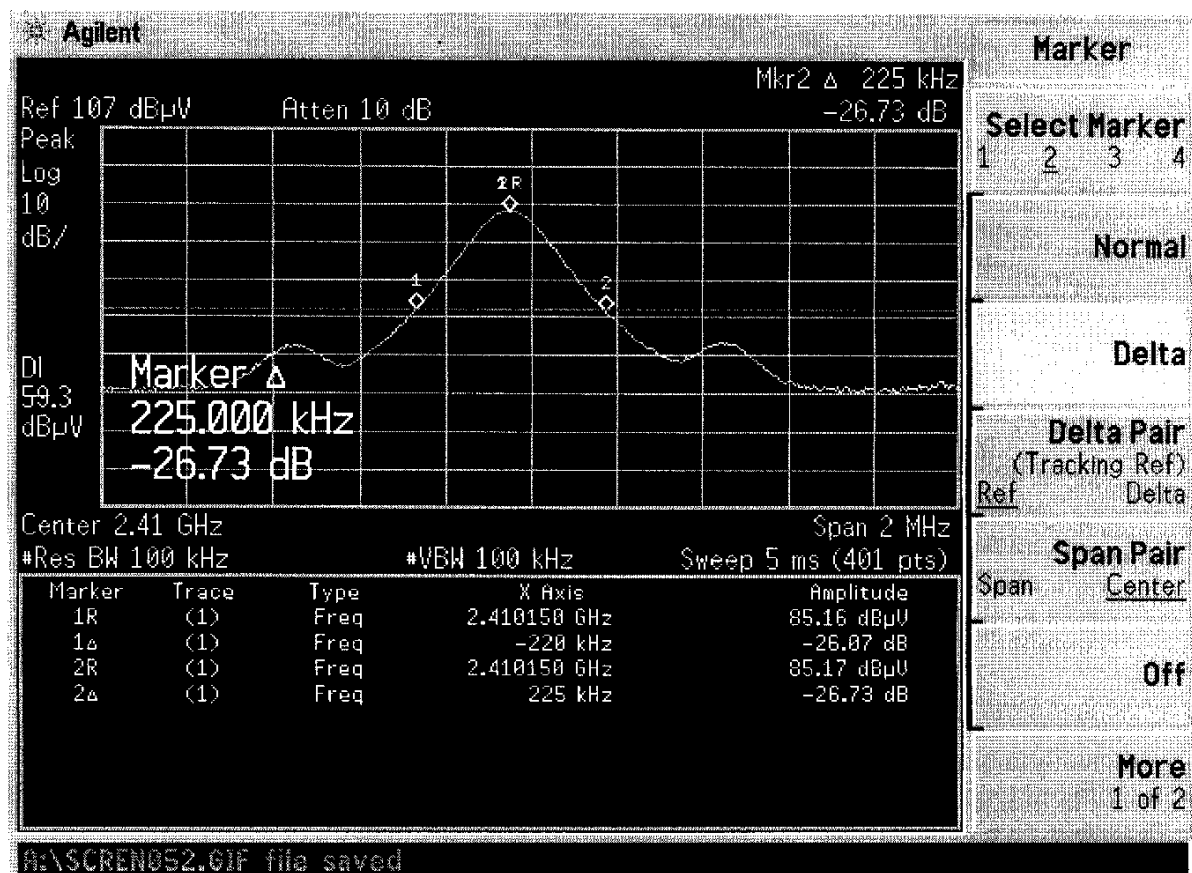 Agilent
Mkr2 Δ 225 kHz
Ref 107 dBµV Atten 10 dB -26.73 dB
Peak
Log
10
dB/
1R
1
2
DI
59.3
dBµV
Marker Δ
225.000 kHz
-26.73 dB
Center 2.41 GHz Span 2 MHz
#Res BW 100 kHz #VBW 100 kHz Sweep 5 ms (401 pts)
Marker Trace Type X Axis Amplitude
1R (1) Freq 2.410150 GHz 85.16 dBµV
1Δ (1) Freq -220 kHz -26.07 dB
2R (1) Freq 2.410150 GHz 85.17 dBµV
2Δ (1) Freq 225 kHz -26.73 dB
A:\SCREN052.GIF file saved
Marker
Select Marker
1 2 3 4
Normal
Delta
Delta Pair
(Tracking Ref)
Ref Delta
Span Pair
Span Center
Off
More
1 of 2